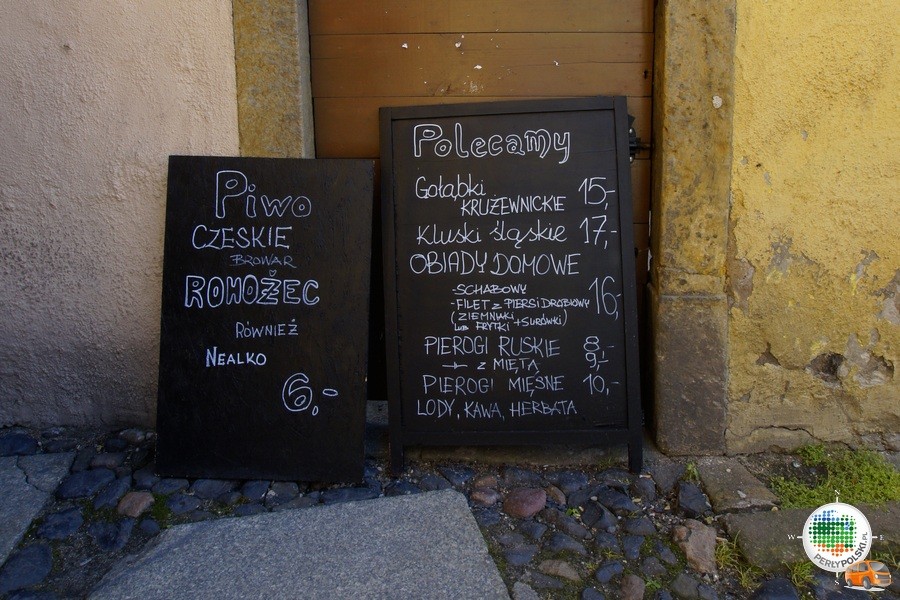 Piwo
CZESKIE
BROWAR
ROHOZEC
RÓWNIEŻ
NEALKO
6,-
Polecamy
Gołąbki
KRUŻEWNICKIE 15,-
Kluski śląskie 17,-
OBIADY DOMOWE
-SCHABOWY
-FILET z PIERSI DROBIOWY 16,-
(ZIEMNIAKI
lub FRYTKI + SURÓWKI)
PIEROGI RUSKIE 8,-
-"- z MIĘTĄ 9,-
PIEROGI MIĘSNE 10,-
LODY, KAWA, HERBATA
N
W E
S
PERŁYPOLSKI.PL